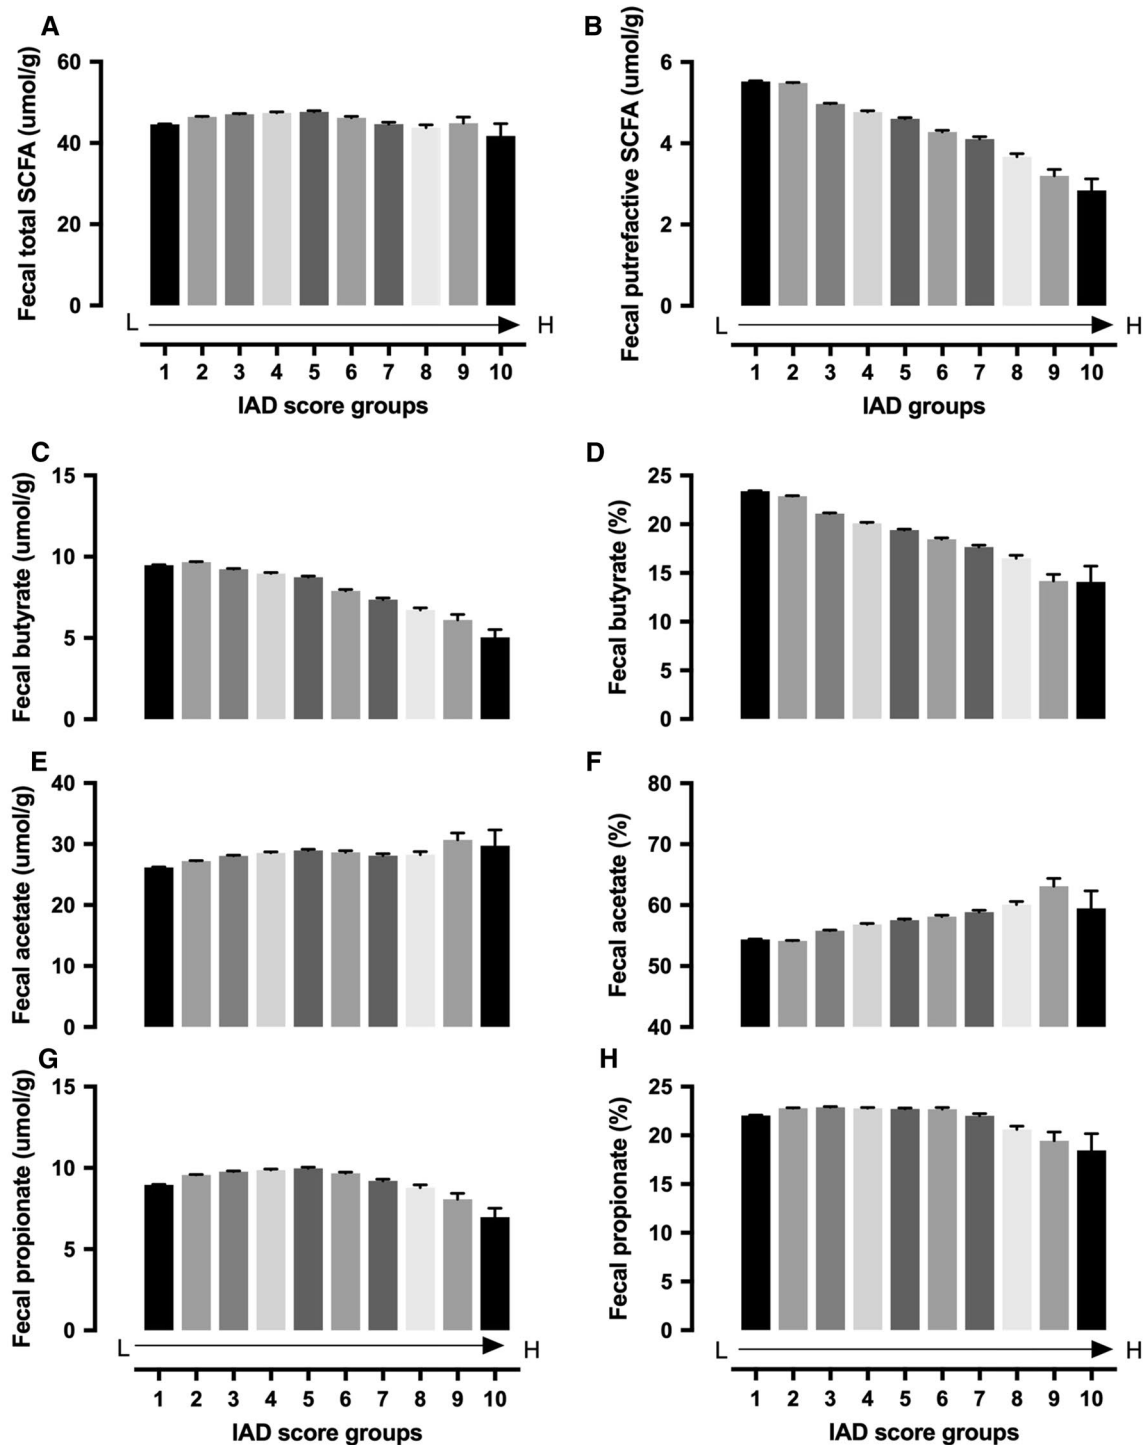 A
Fecal total SCFA (umol/g)
60
40
20
0
L
H
1 2 3 4 5 6 7 8 9 10
IAD score groups
B
Fecal putrefactive SCFA (umol/g)
6
4
2
0
L
H
1 2 3 4 5 6 7 8 9 10
IAD groups
C
Fecal butyrate (umol/g)
15
10
5
0
D
Fecal butyrate (%)
25
20
15
10
5
0
E
Fecal acetate (umol/g)
40
30
20
10
0
F
Fecal acetate (%)
80
70
60
50
40
G
Fecal propionate (umol/g)
15
10
5
0
L
H
1 2 3 4 5 6 7 8 9 10
IAD score groups
H
Fecal propionate (%)
25
20
15
10
5
0
L
H
1 2 3 4 5 6 7 8 9 10
IAD score groups